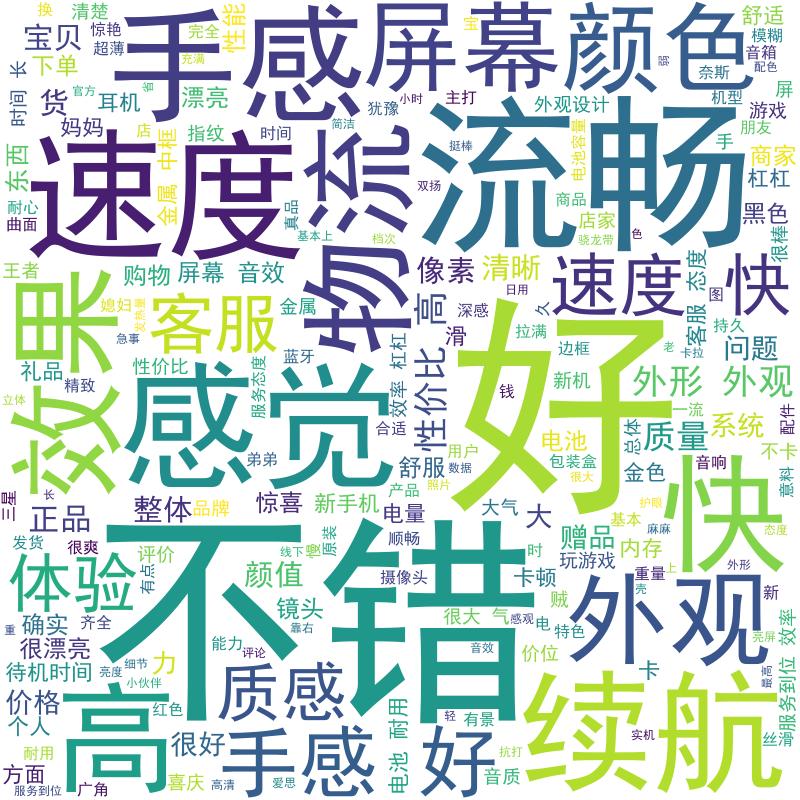 换 清楚
惊艳 完全
宝贝 超薄
下单 充满
长
时间 货 耳机
妈妈
手感
性能
宝
屏幕
颜色
舒适
模糊
音箱
奈斯
配色
机型
屏
游戏
官方
省
漂亮
指纹
店
中框
金属
东西
耐心
曲面
犹豫
小时
主打
时间
简洁
外观设计
挺棒
双扬
手
朋友
商家
杠杠
黑色
很棒
电池容量
商品
店家
骁龙带
色
速度
物流
流畅
真品
基本上
档次
王者
购物
屏幕
音效
像素
清晰
日用
速度
快
客服
态度
图
效果
媳妇
发热量
急事
客服
金属
高
深感
滑
久
拉满
边框
新机
老
卡拉
持久
问题
礼品
精致
性价比
服务态度
蓝牙
杠杠
效率
性价比
钱
外形
外观
立体
感觉
弟弟
合适
舒服
好
用户
数据
电池
包装盒
一流
质量
总体
系统
配件
金色
音响
不卡
意料
三星
长
正品
整体
品牌
惊喜
新手机
产品
电量
照片
大气
大
很大
护眼
基本
麻麻
快
态度
发货
很爽
评价
线下
慢
原装
顺畅
赠品
内存
不错
体验
有点
颜值
镜头
靠右
摄像头
时
卡顿
玩游戏
重量
上
外形
重
确实
齐全
很漂亮
能力
评论
很大
气
感观
电
贼
特色
壳
新
外观
待机时间
亮度
细节
力
小伙伴
质感
音效
价位
卡
亮屏
最高
服务到位
效率
价格
个人
高
红色
很好
手感
电池
耐用
轻
好
有景
续航
实机
丝滑
耐用
方面
服务到位
广角
喜庆
高清
爱思
音质
抗打